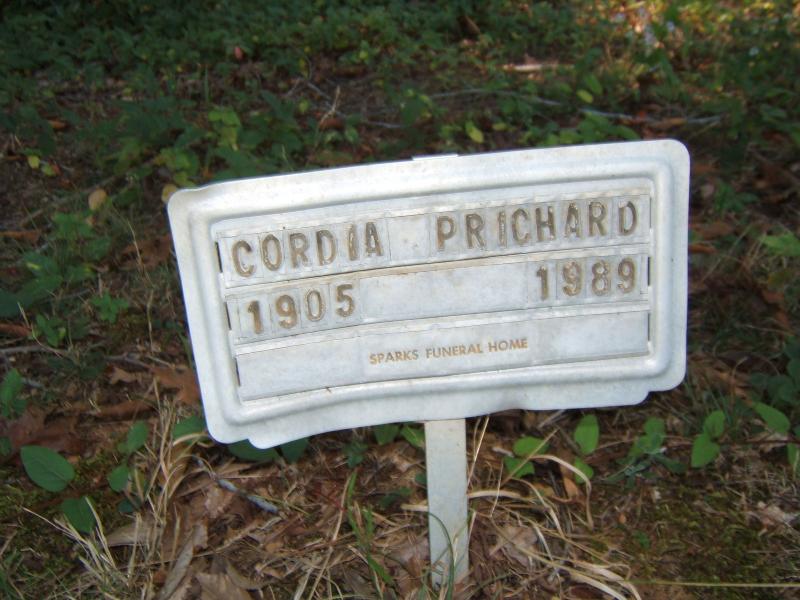 CORDIA PRICHARD
1905 1989
SPARKS FUNERAL HOME